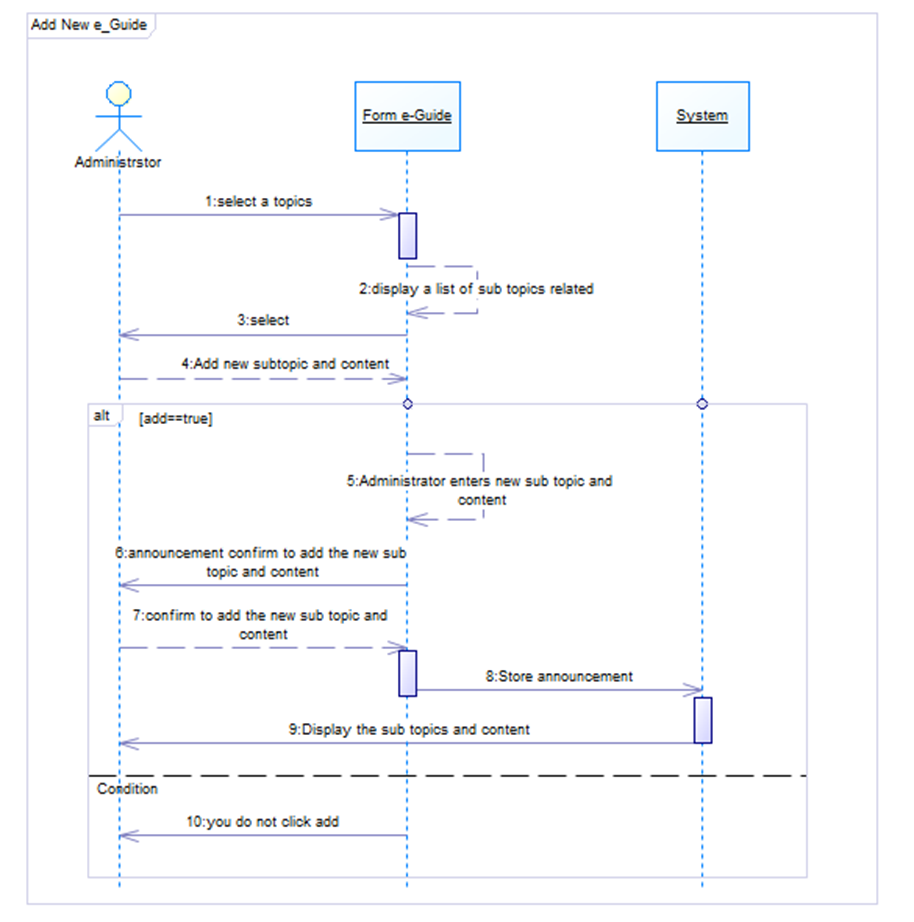 Add New e_Guide
Form e-Guide
System
Administrstor
1:select a topics
2:display a list of sub topics related
3:select
4:Add new subtopic and content
alt
[add==true]
5:Administrator enters new sub topic and
content
6:announcement confirm to add the new sub
topic and content
7:confirm to add the new sub topic and
content
8:Store announcement
9:Display the sub topics and content
Condition
10:you do not click add